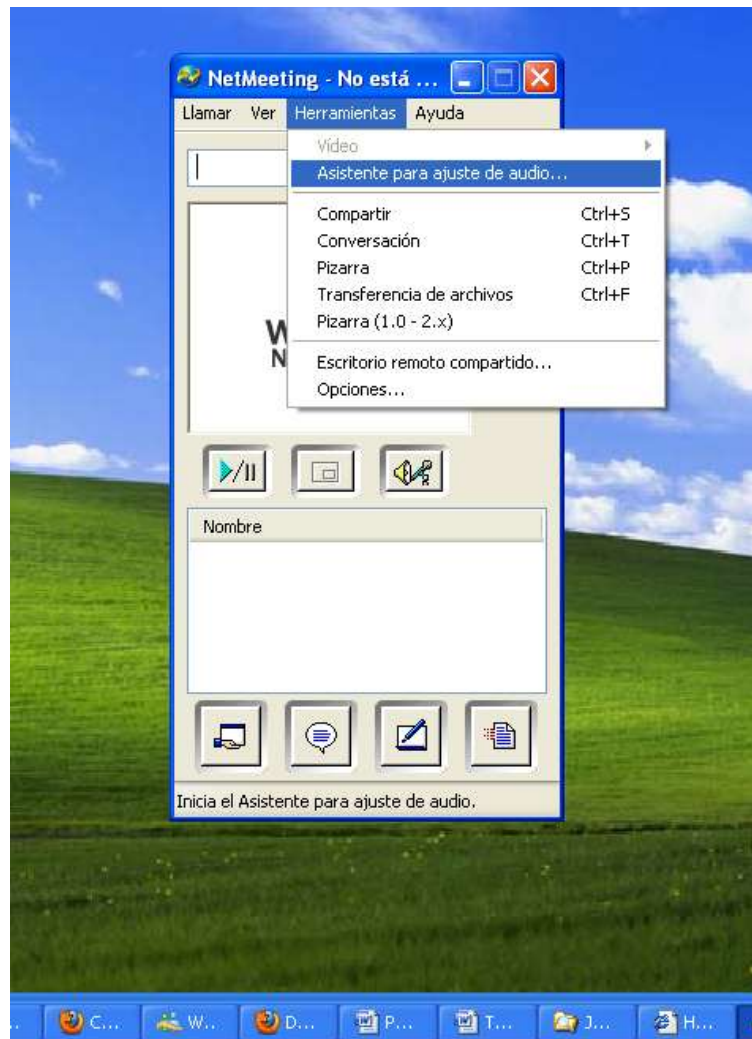 NetMeeting - No está ...
Llamar Ver Herramientas Ayuda
Vídeo
Asistente para ajuste de audio...
Compartir Ctrl+S
Conversación Ctrl+T
Pizarra Ctrl+P
Transferencia de archivos Ctrl+F
Pizarra (1.0 - 2.x)
Escritorio remoto compartido...
Opciones...
W
N
Nombre
Inicia el Asistente para ajuste de audio.
C... W.. D... P... T... J... H...